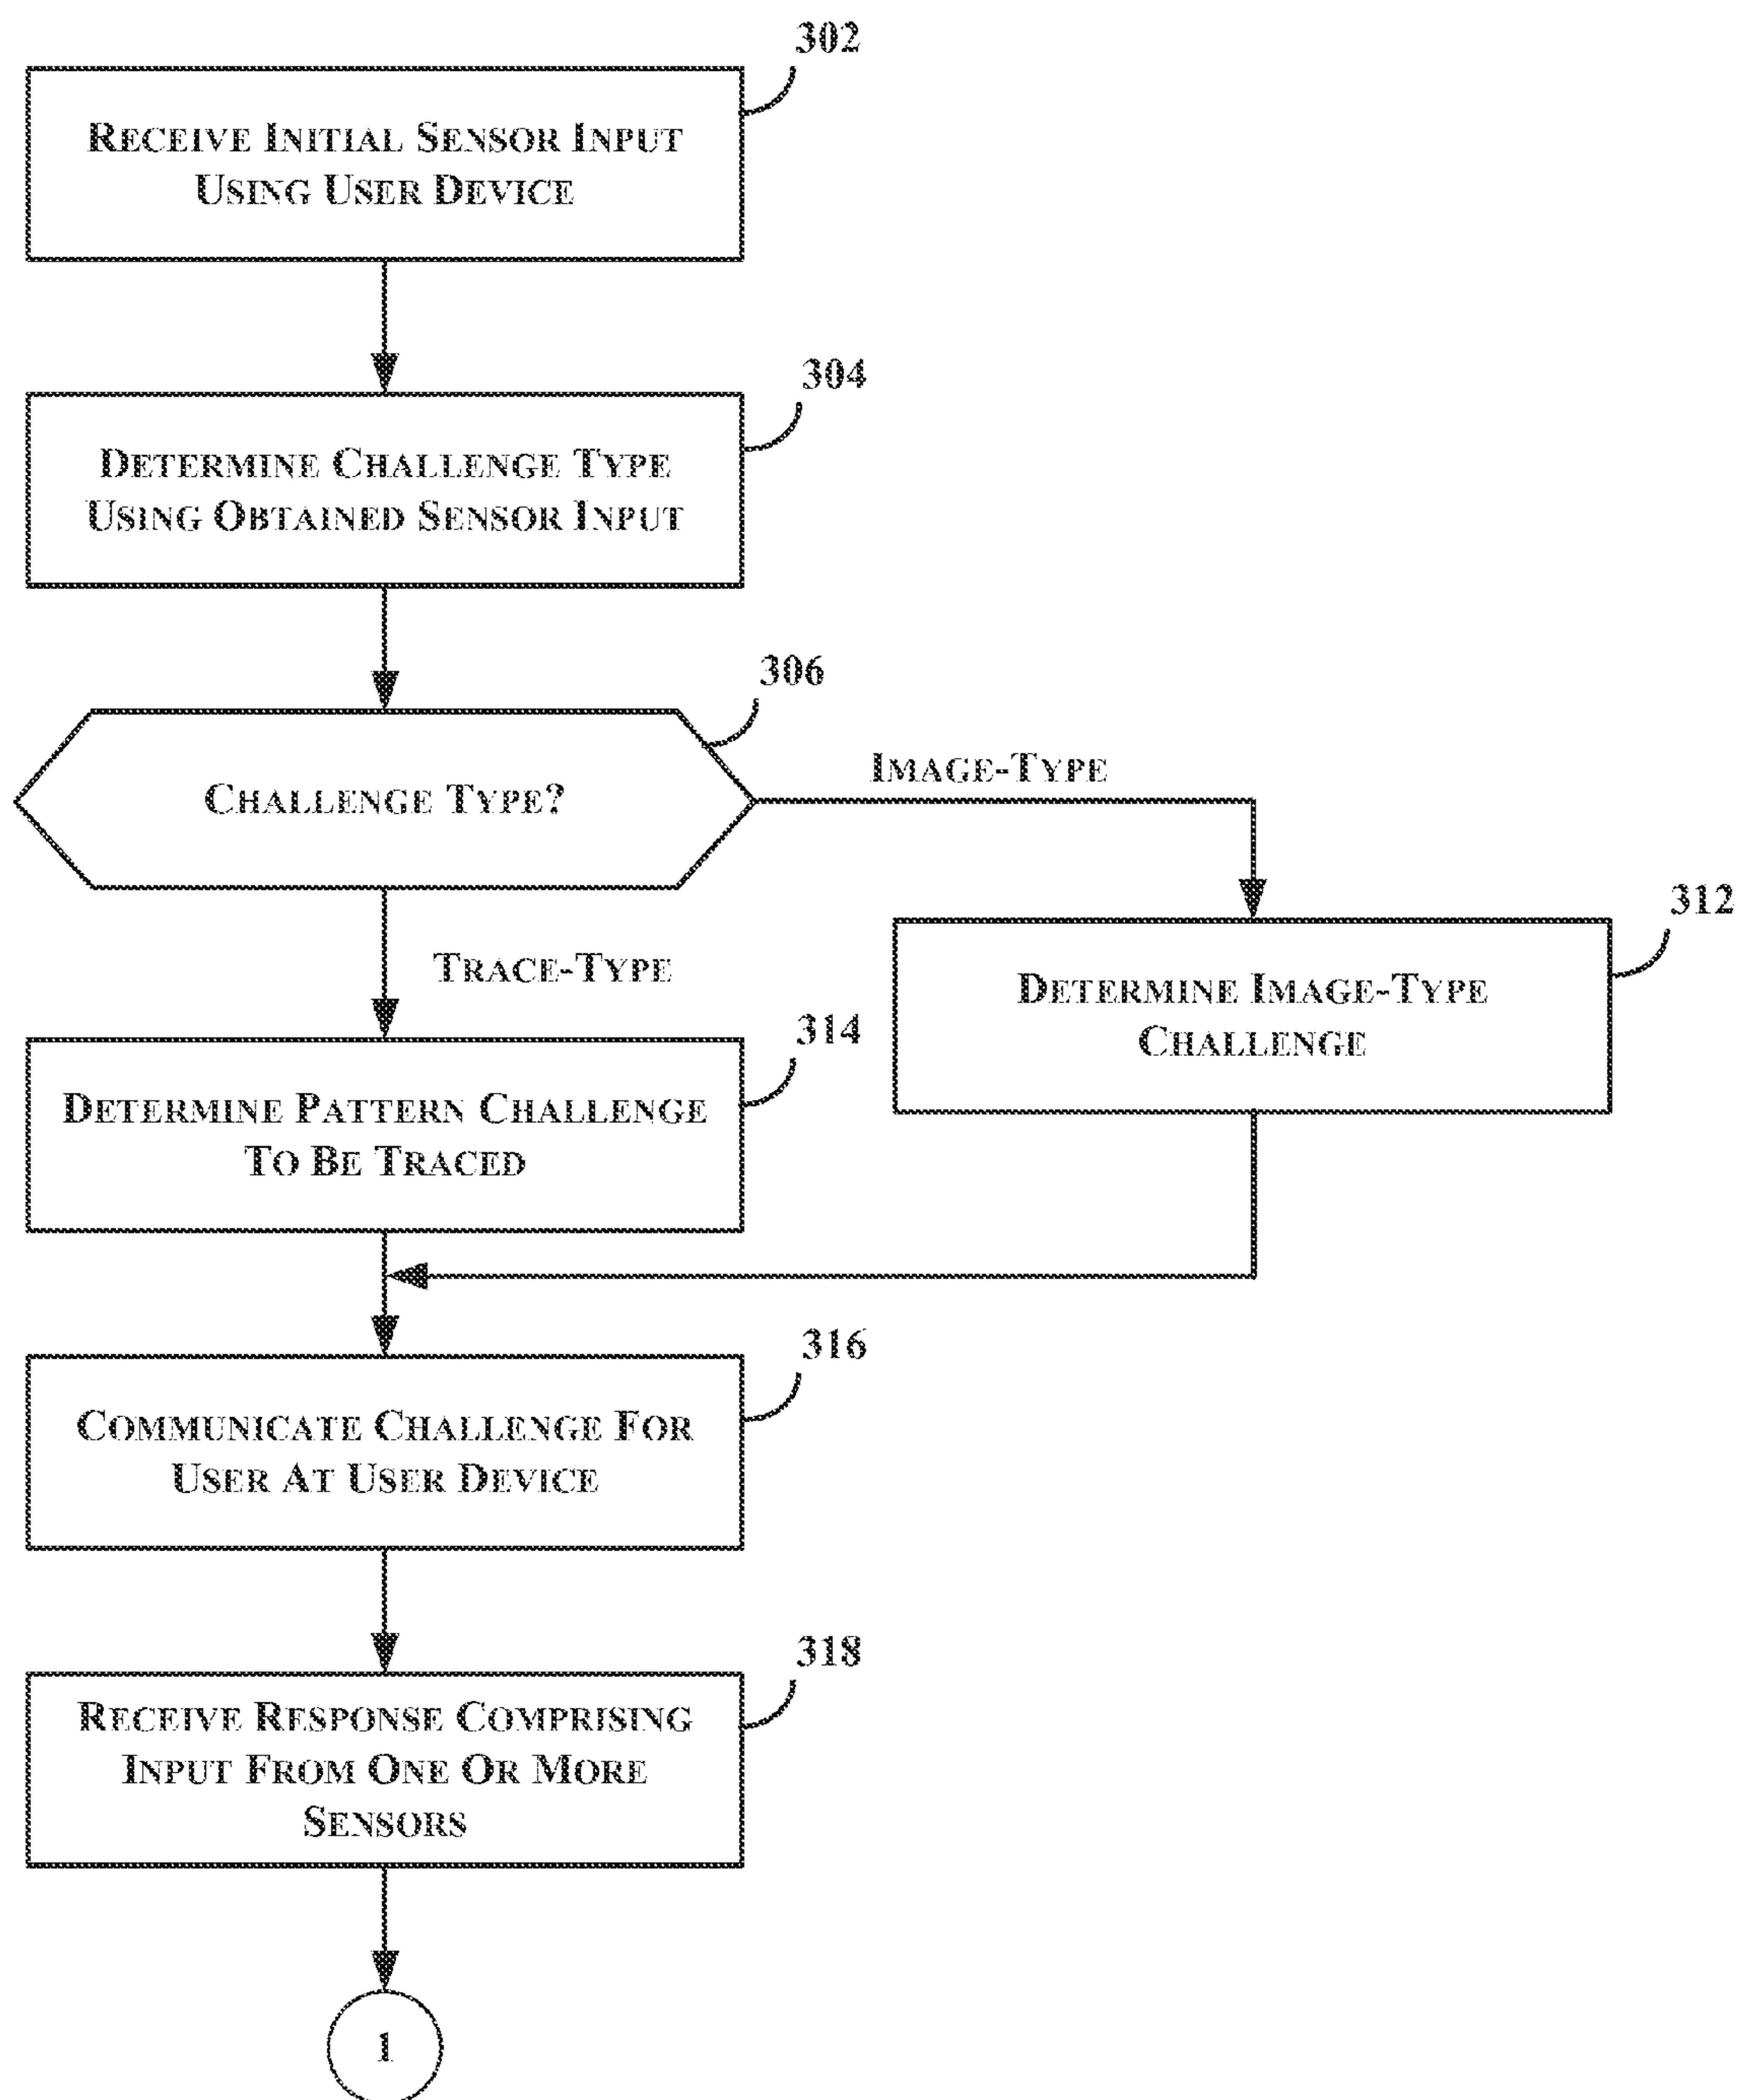 302
RECEIVE INITIAL SENSOR INPUT
USING USER DEVICE
304
DETERMINE CHALLENGE TYPE
USING OBTAINED SENSOR INPUT
306
CHALLENGE TYPE?
IMAGE-TYPE
312
DETERMINE IMAGE-TYPE
CHALLENGE
TRACE-TYPE
314
DETERMINE PATTERN CHALLENGE
TO BE TRACED
316
COMMUNICATE CHALLENGE FOR
USER AT USER DEVICE
318
RECEIVE RESPONSE COMPRISING
INPUT FROM ONE OR MORE
SENSORS
1